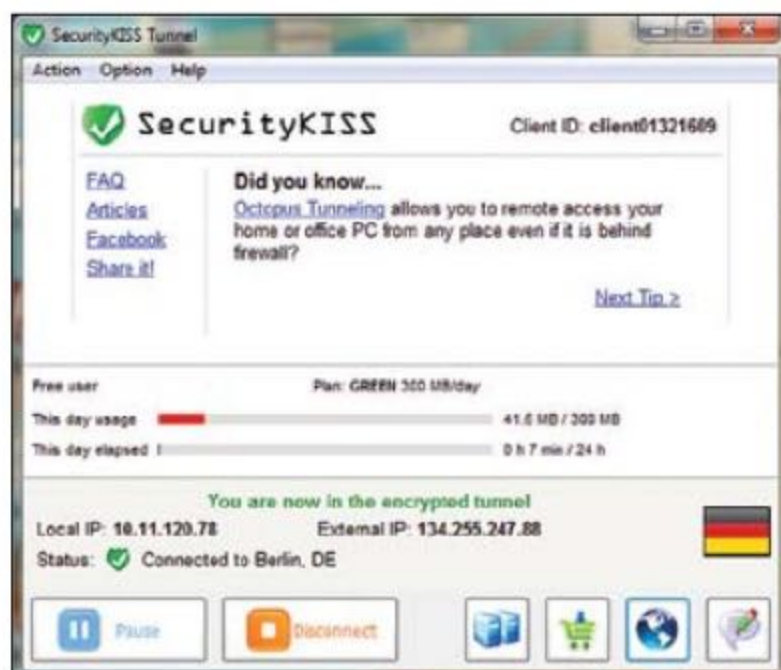 SecurityKISS Tunnel
Action Option Help
SecurityKISS
Client ID: client01321689
FAQ
Articles
Facebook
Share it!
Did you know...
Octopus Tunneling allows you to remote access your
home or office PC from any place even if it is behind
firewall?
Next Tip >
Free user
Plan: GREEN 300 MB/day
This day usage
41.6 MB / 300 MB
This day elapsed
0 h 7 min / 24 h
You are now in the encrypted tunnel
Local IP: 10.11.120.78
External IP: 134.255.247.88
Status: Connected to Berlin, DE
Pause
Disconnect